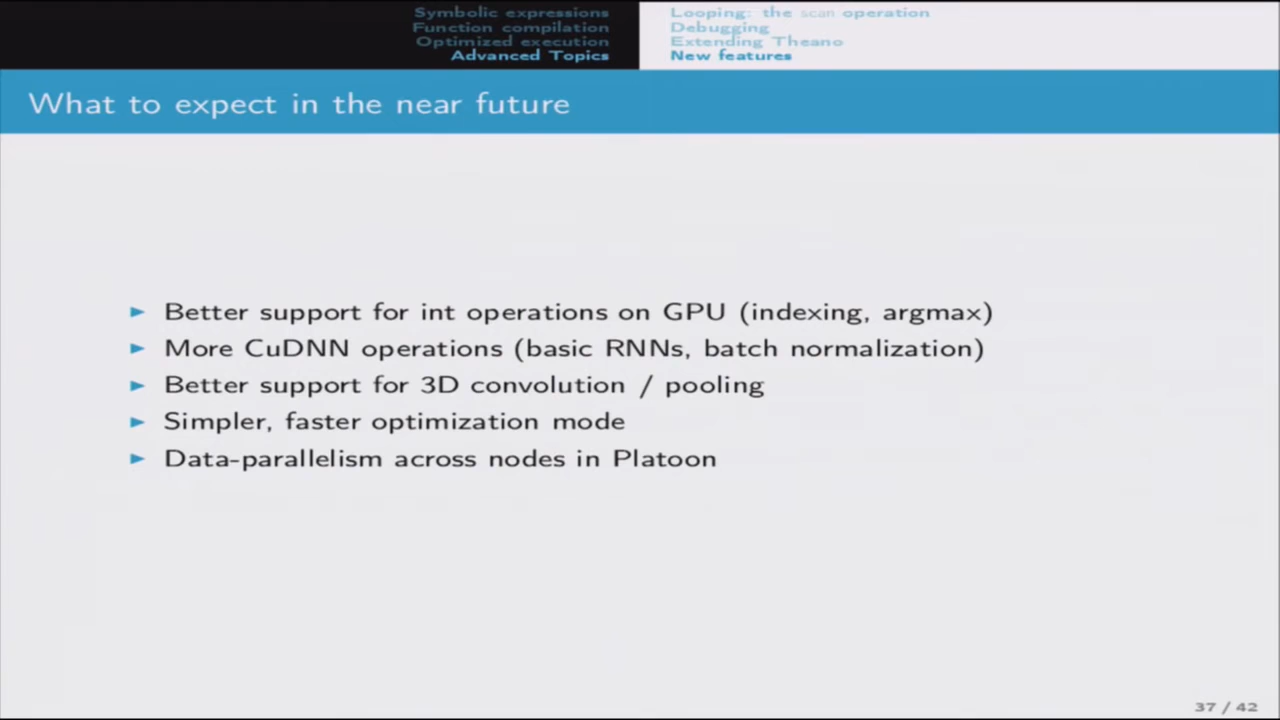 Symbolic expressions
Function compilation
Optimized execution
Advanced Topics
Looping: the scan operation
Debugging
Extending Theano
New features
What to expect in the near future
Better support for int operations on GPU (indexing, argmax)
More CuDNN operations (basic RNNs, batch normalization)
Better support for 3D convolution / pooling
Simpler, faster optimization mode
Data-parallelism across nodes in Platoon
37 / 42